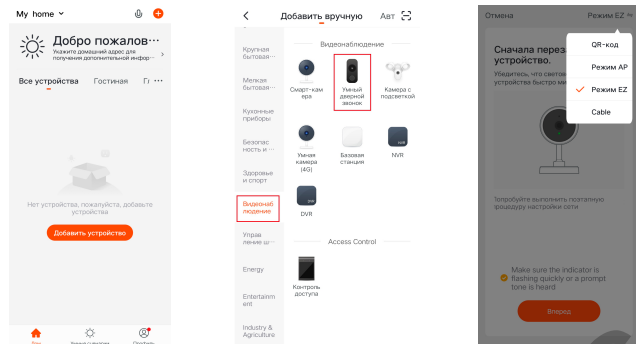 My home
Добро пожалов···
Укажите домашний адрес для
получения дополнительной инфор···
Все устройства Гостиная Гı ···
Нет устройства, пожалуйста, добавьте
устройства
Добавить устройство
Добавить вручную Авт
Крупная
бытовая···
Мелкая
бытовая···
Кухонные
приборы
Безопас
ность и ···
Здоровье
и спорт
Видеонаб
людение
Управ
ление ш···
Energy
Entertainm
ent
Industry &
Agriculture
Видеонаблюдение
Смарт-кам
ера
Умный
дверной
звонок
Камера с
подсветкой
Умная
камера
(4G)
Базовая
станция
NVR
DVR
Access Control
Контроль
доступа
Отмена Режим EZ
Сначала перез
устройство.
Убедитесь, что светов
устройства быстро ми
QR-код
Режим AP
Режим EZ
Cable
Попробуйте выполнить поэтапную
процедуру настройки сети
Make sure the indicator is
flashing quickly or a prompt
tone is heard
Вперед